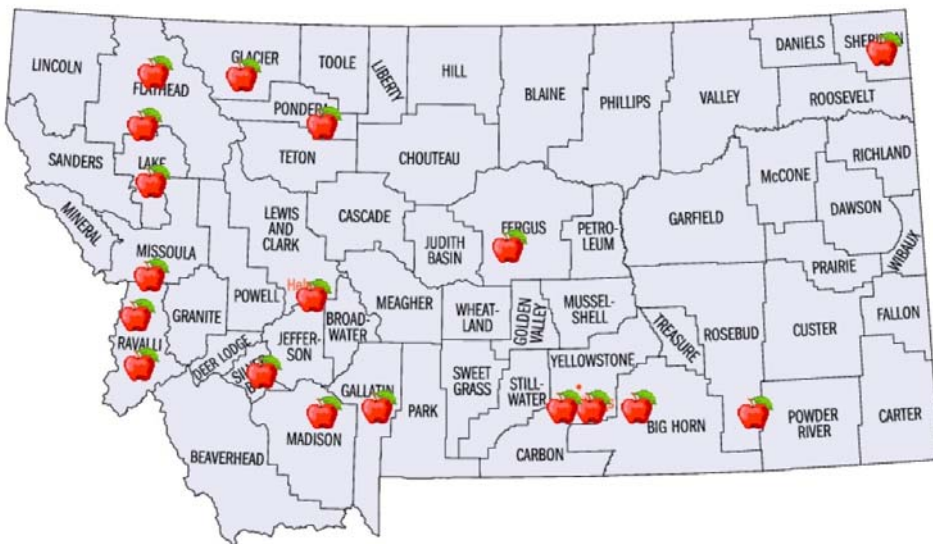 LINCOLN
FLATHEAD
GLACIER
TOOLE
LIBERTY
HILL
BLAINE
PHILLIPS
VALLEY
DANIELS
SHERIDAN
ROOSEVELT
PONDERA
TETON
CHOUTEAU
SANDERS
LAKE
MINERAL
MISSOULA
LEWIS
AND
CLARK
CASCADE
JUDITH
BASIN
FERGUS
PETRO-
LEUM
GARFIELD
McCONE
RICHLAND
DAWSON
WIBAUX
PRAIRIE
POWELL
GRANITE
RAVALLI
DEER LODGE
JEFFER-
SON
BROAD-
WATER
MEAGHER
WHEAT-
LAND
GOLDEN
VALLEY
MUSSEL-
SHELL
TREASURE
ROSEBUD
CUSTER
FALLON
YELLOWSTONE
SWEET
GRASS
STILL-
WATER
GALLATIN
PARK
MADISON
BEAVERHEAD
CARBON
BIG HORN
POWDER
RIVER
CARTER